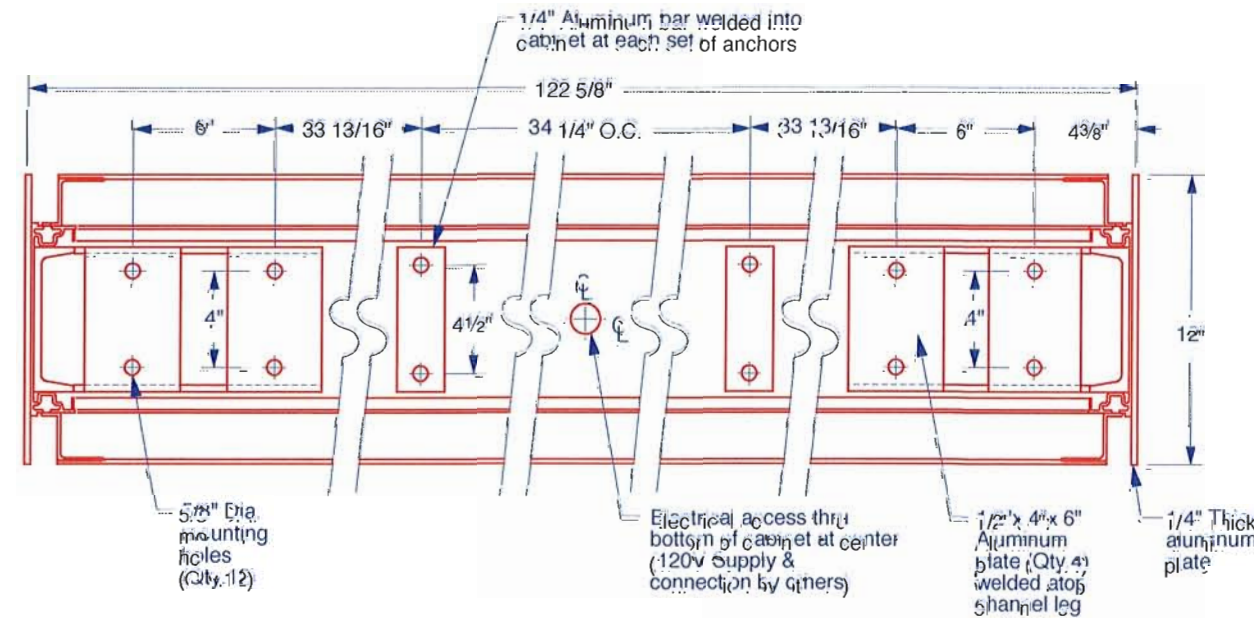 1/4" Aluminum bar welded into
cabinet at each set of anchors
122 5/8"
6"
33 13/16"
34 1/4" O.C.
33 13/16"
6"
4 3/8"
4"
4 1/2"
℄
℄
4"
12"
5/8" Dia.
mounting
holes
(Qty. 12)
Electrical access thru
bottom of cabinet at center
(120V Supply &
connection by others)
1/2" x 4" x 6"
Aluminum
plate (Qty 4)
welded atop
channel leg
1/4" Thick
aluminum
plate